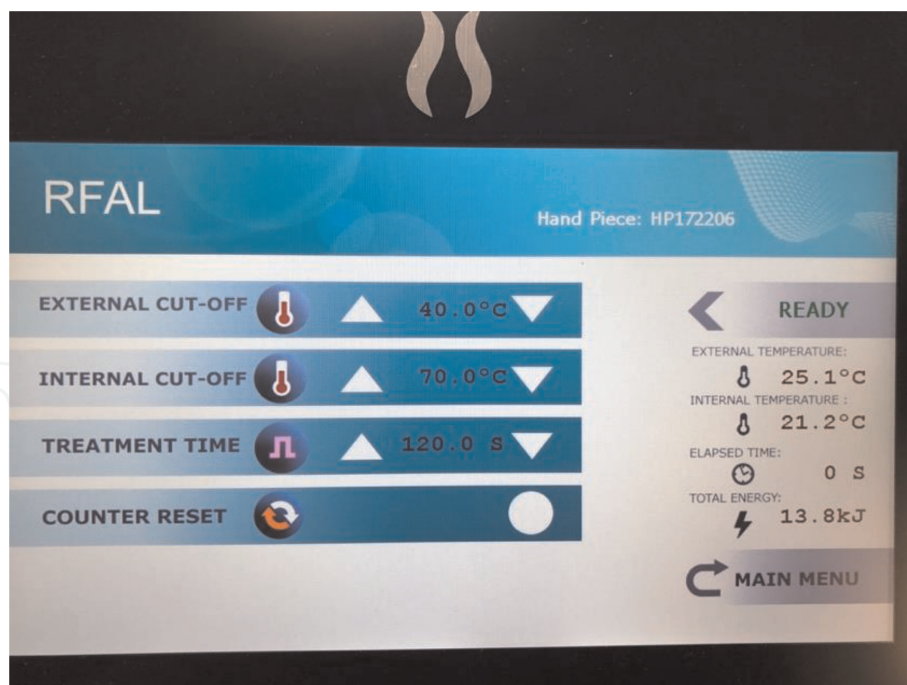 RFAL
Hand Piece: HP172206
EXTERNAL CUT-OFF 40.0°C
INTERNAL CUT-OFF 70.0°C
TREATMENT TIME 120.0 S
COUNTER RESET
READY
EXTERNAL TEMPERATURE:
25.1°C
INTERNAL TEMPERATURE :
21.2°C
ELAPSED TIME:
0 S
TOTAL ENERGY:
13.8kJ
MAIN MENU